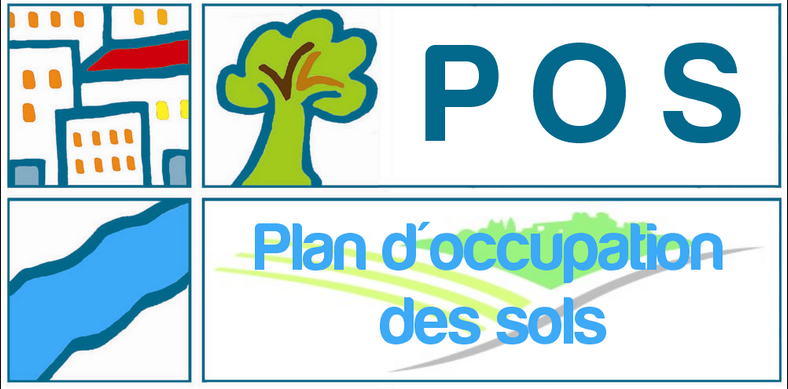 POS
Plan d´occupation
des sols